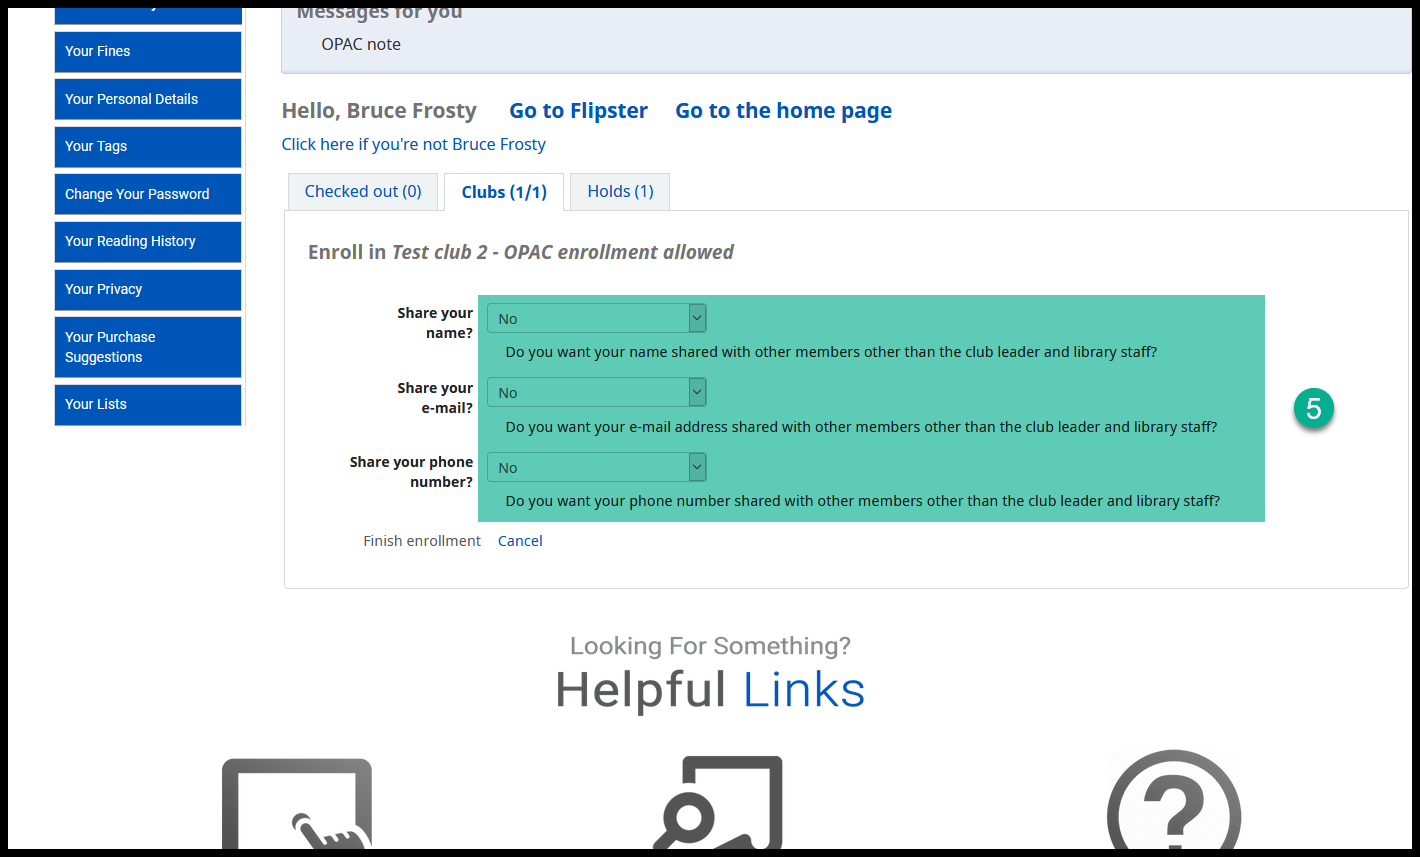 Messages for you
OPAC note
Your Fines
Your Personal Details
Your Tags
Change Your Password
Your Reading History
Your Privacy
Your Purchase
Suggestions
Your Lists
Hello, Bruce Frosty Go to Flipster Go to the home page
Click here if you're not Bruce Frosty
Checked out (0) Clubs (1/1) Holds (1)
Enroll in Test club 2 - OPAC enrollment allowed
Share your
name?
No
Do you want your name shared with other members other than the club leader and library staff?
Share your
e-mail?
No
Do you want your e-mail address shared with other members other than the club leader and library staff?
Share your phone
number?
No
Do you want your phone number shared with other members other than the club leader and library staff?
5
Finish enrollment Cancel
Looking For Something?
Helpful Links
?